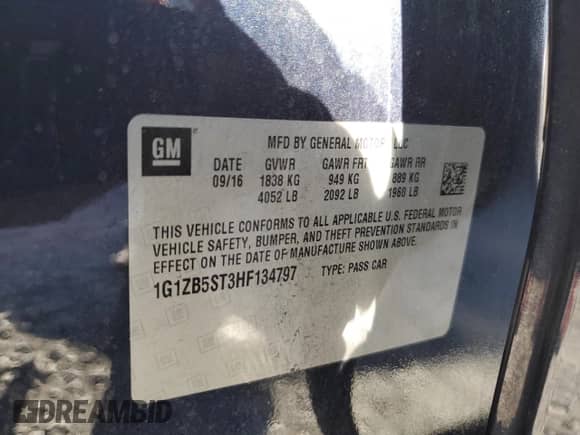 GM
MFD BY GENERAL MOTORS LLC
DATE GVWR GAWR FRT GAWR RR
09/16 1838 KG 949 KG 889 KG
4052 LB 2092 LB 1960 LB
THIS VEHICLE CONFORMS TO ALL APPLICABLE U.S. FEDERAL MOTOR
VEHICLE SAFETY, BUMPER, AND THEFT PREVENTION STANDARDS IN
EFFECT ON THE DATE OF MANUFACTURE SHOWN ABOVE.
1G1ZB5ST3HF134797 TYPE: PASS CAR
DREAMBID